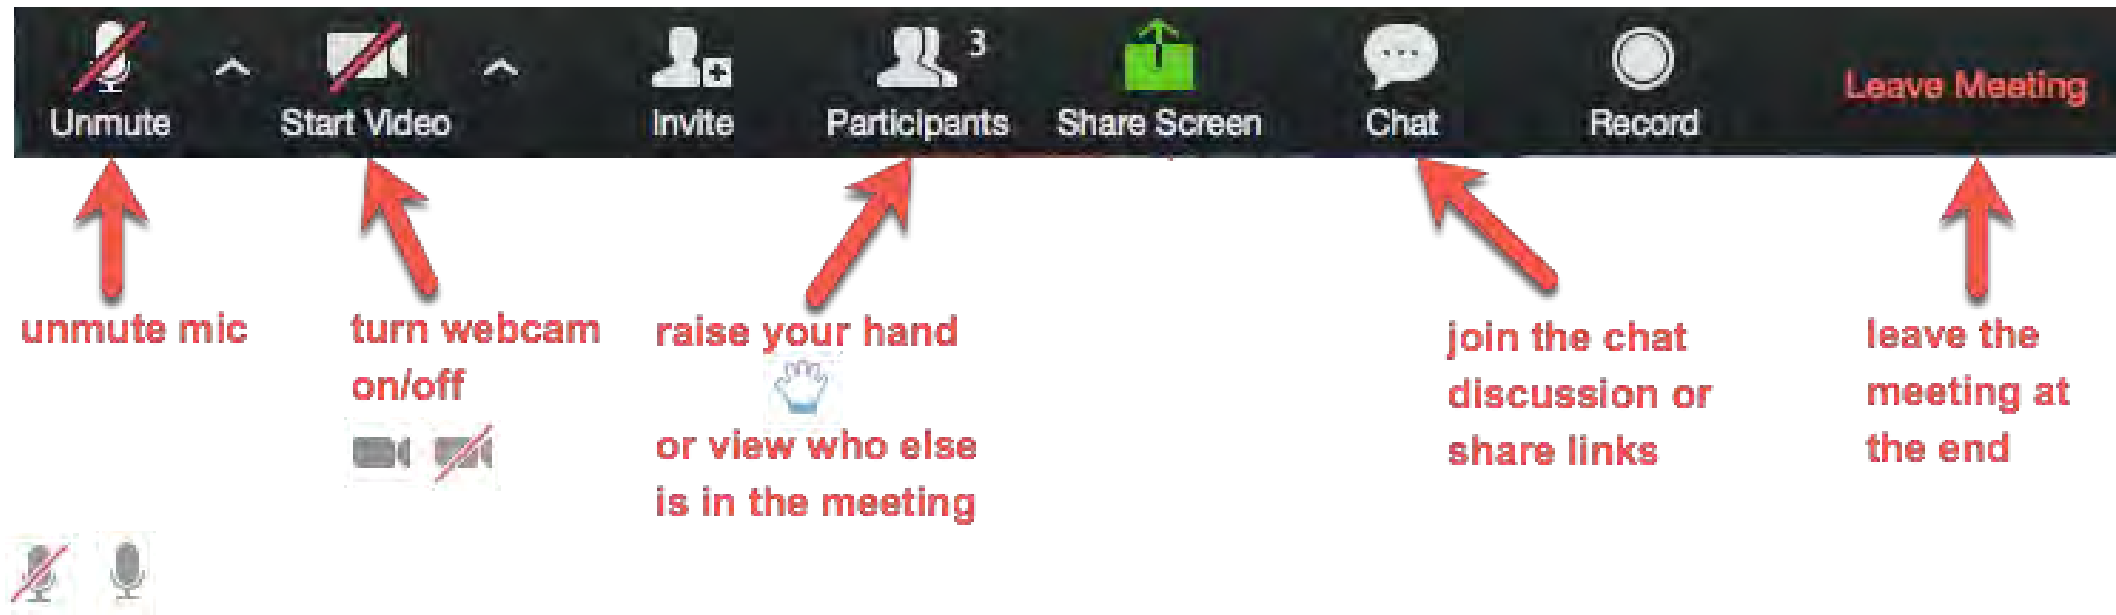 3
Unmute
Start Video
Invite
Participants
Share Screen
Chat
Record
Leave Meeting
unmute mic
turn webcam
on/off
raise your hand
or view who else
is in the meeting
join the chat
discussion or
share links
leave the
meeting at
the end